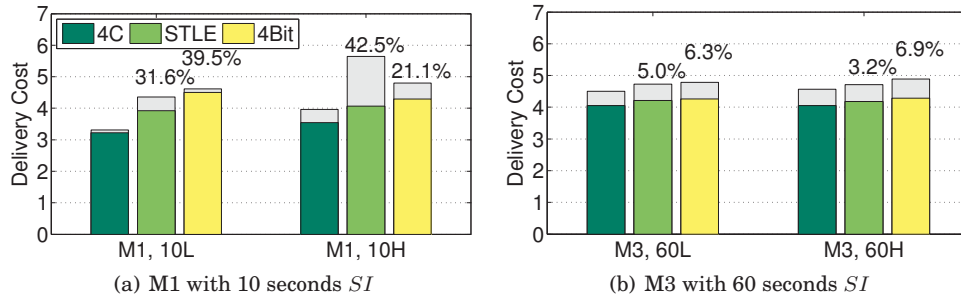 7
6
5
4
3
2
1
0
Delivery Cost
4C STLE 4Bit
31.6%
39.5%
42.5%
21.1%
M1, 10L
M1, 10H
(a) M1 with 10 seconds SI
7
6
5
4
3
2
1
0
Delivery Cost
5.0%
6.3%
3.2%
6.9%
M3, 60L
M3, 60H
(b) M3 with 60 seconds SI